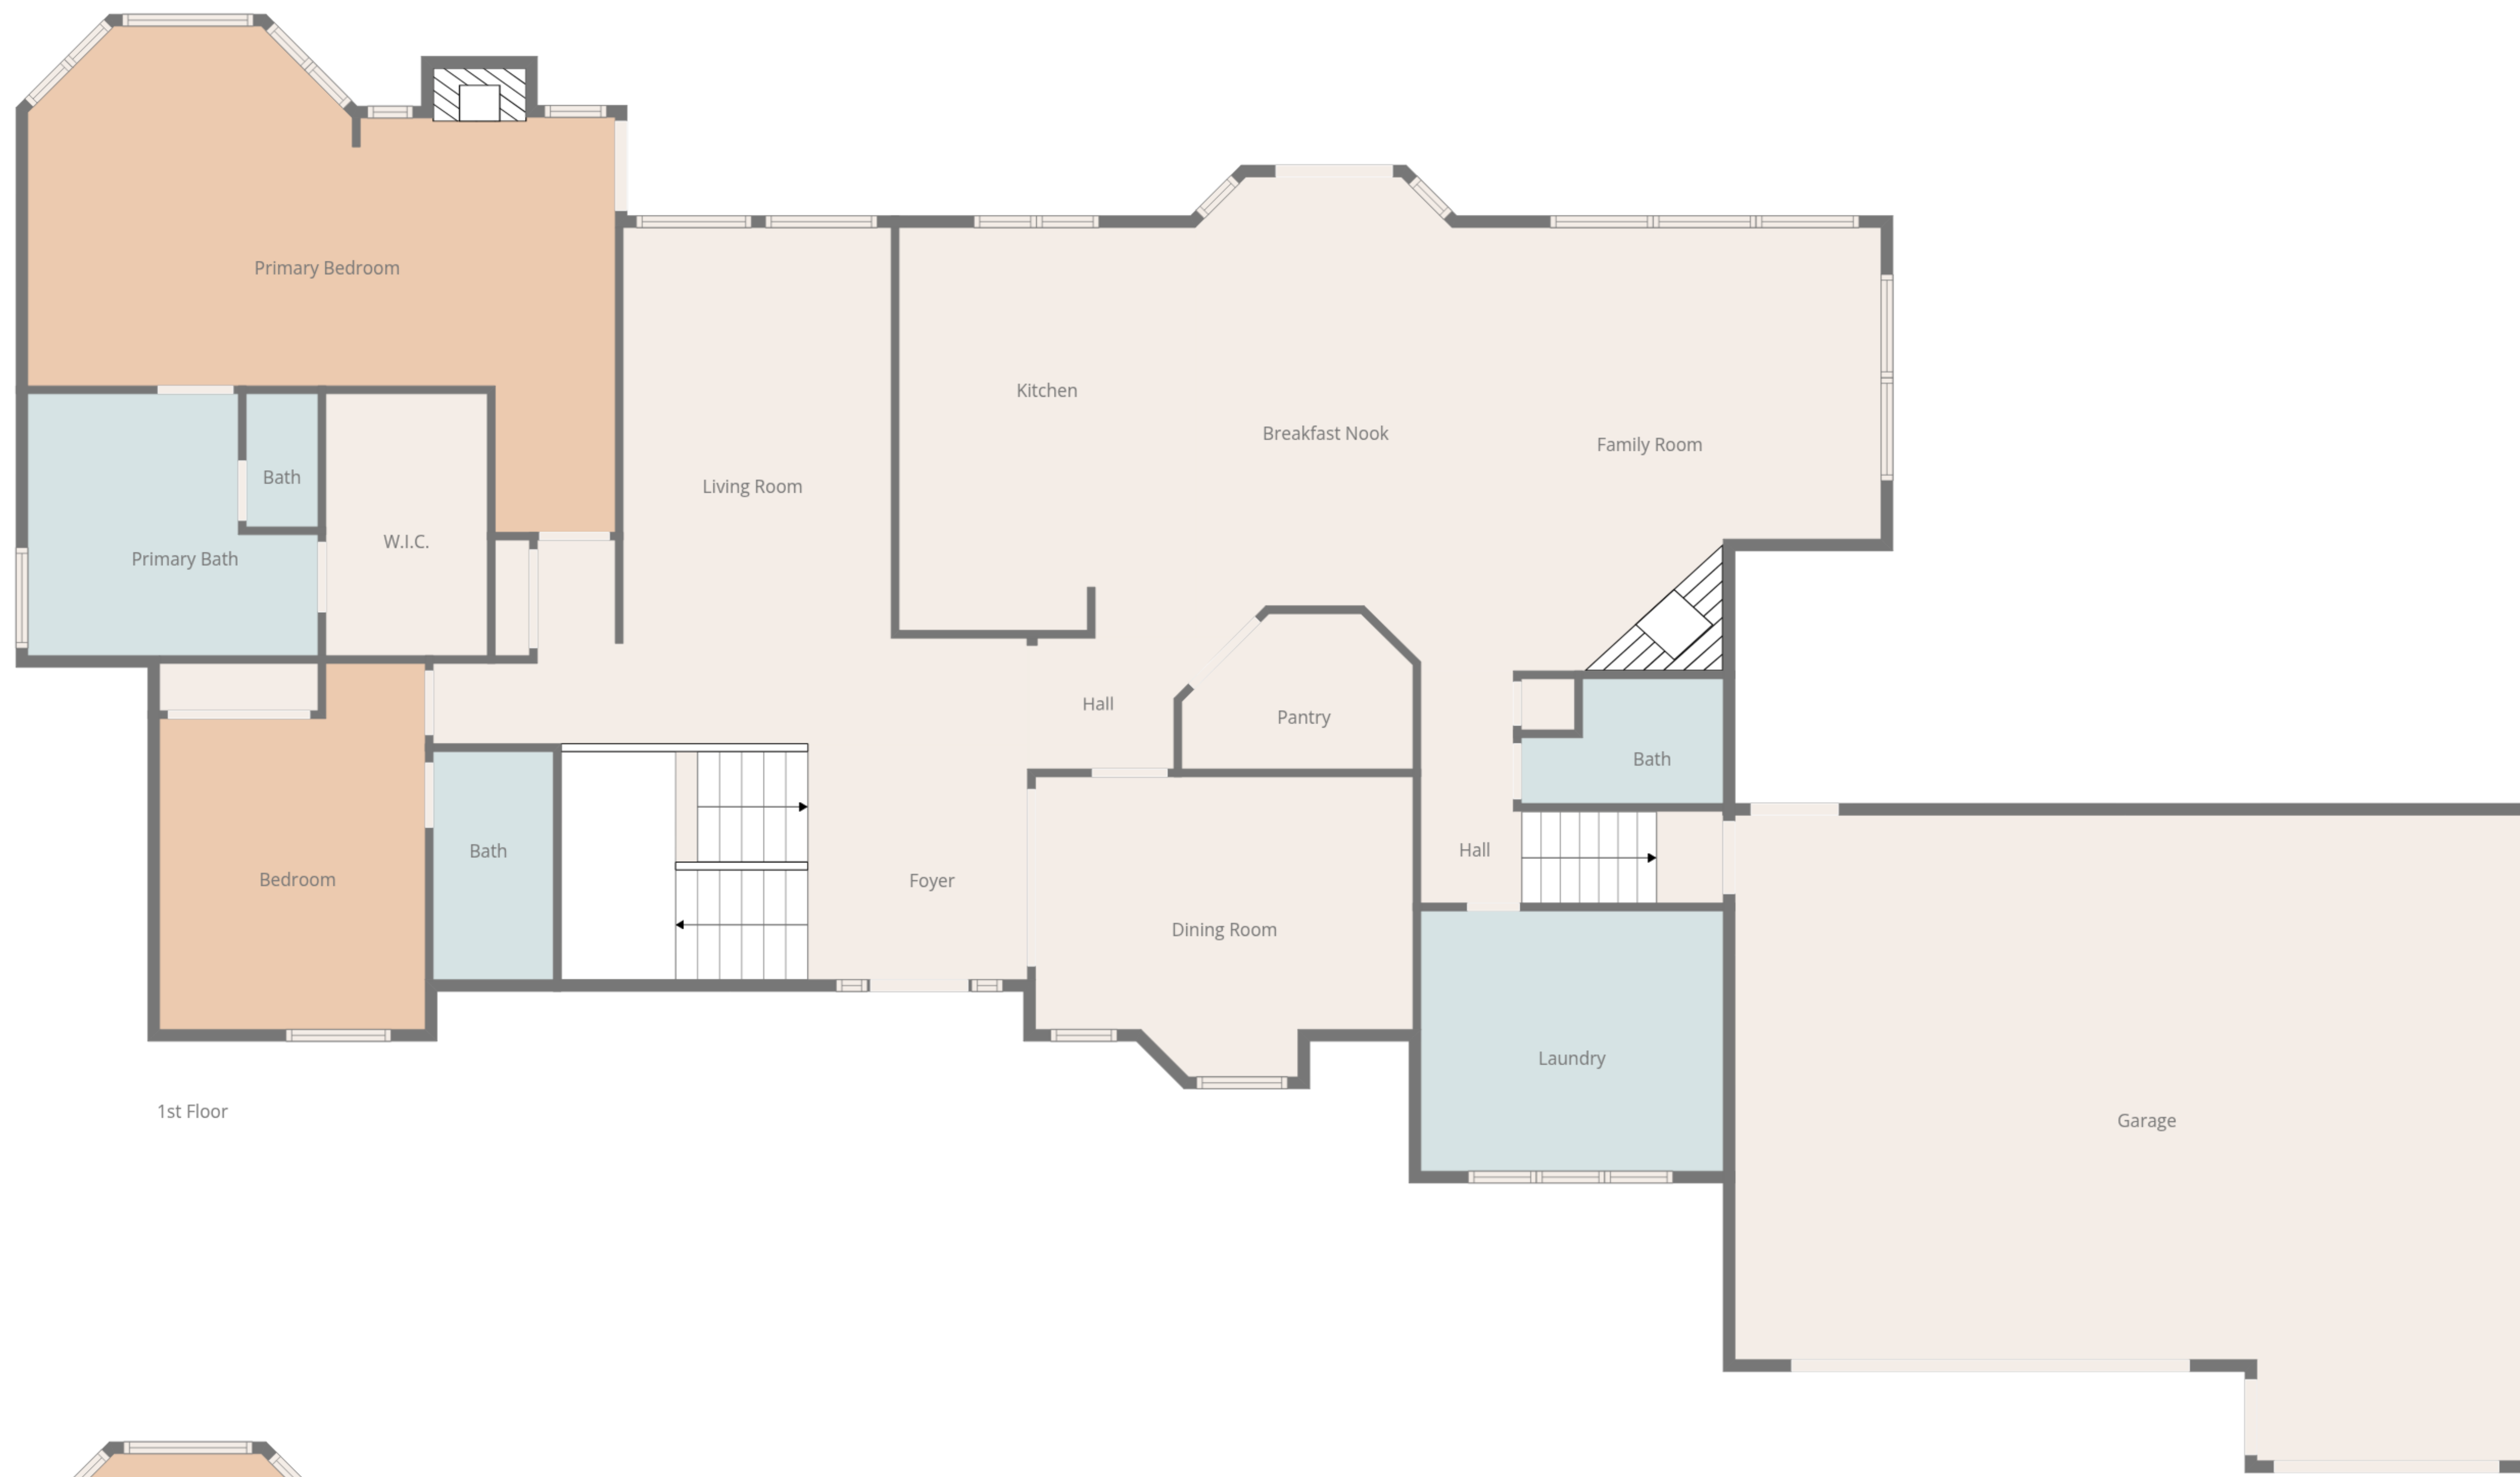 Primary Bedroom
Kitchen
Breakfast Nook
Family Room
Bath
Living Room
W.I.C.
Primary Bath
Hall
Pantry
Bath
Bath
Hall
Bedroom
Foyer
Dining Room
Laundry
1st Floor
Garage